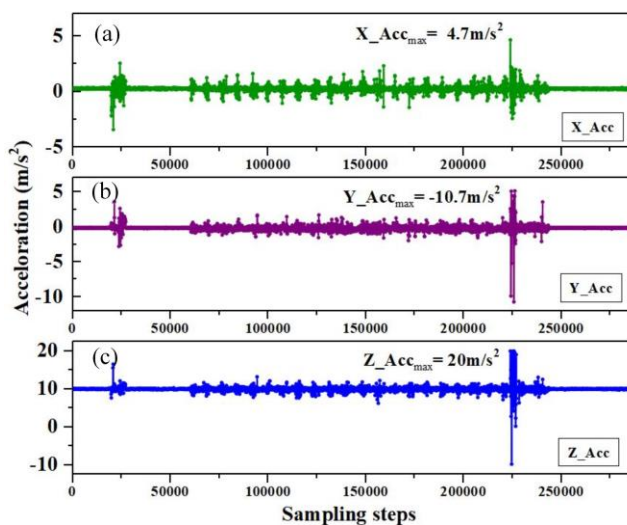 (a)
X_Acc_max = 4.7m/s²
5
0
-5
X_Acc
0 50000 100000 150000 200000 250000
(b)
Y_Acc_max = -10.7m/s²
5
0
-5
-10
Y_Acc
0 50000 100000 150000 200000 250000
(c)
Z_Acc_max = 20m/s²
20
10
0
-10
Z_Acc
0 50000 100000 150000 200000 250000
Sampling steps
Acceloration (m/s²)